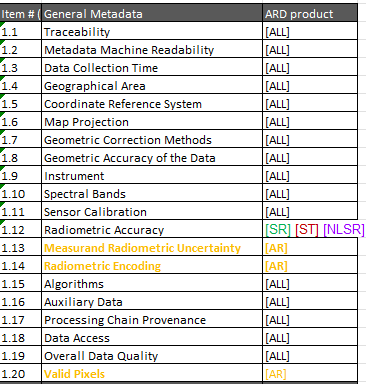 Item # ( General Metadata ARD product
1.1 Traceability [ALL]
1.2 Metadata Machine Readability [ALL]
1.3 Data Collection Time [ALL]
1.4 Geographical Area [ALL]
1.5 Coordinate Reference System [ALL]
1.6 Map Projection [ALL]
1.7 Geometric Correction Methods [ALL]
1.8 Geometric Accuracy of the Data [ALL]
1.9 Instrument [ALL]
1.10 Spectral Bands [ALL]
1.11 Sensor Calibration [ALL]
1.12 Radiometric Accuracy [SR] [ST] [NLSR]
1.13 Measurand Radiometric Uncertainty [AR]
1.14 Radiometric Encoding [AR]
1.15 Algorithms [ALL]
1.16 Auxiliary Data [ALL]
1.17 Processing Chain Provenance [ALL]
1.18 Data Access [ALL]
1.19 Overall Data Quality [ALL]
1.20 Valid Pixels [AR]